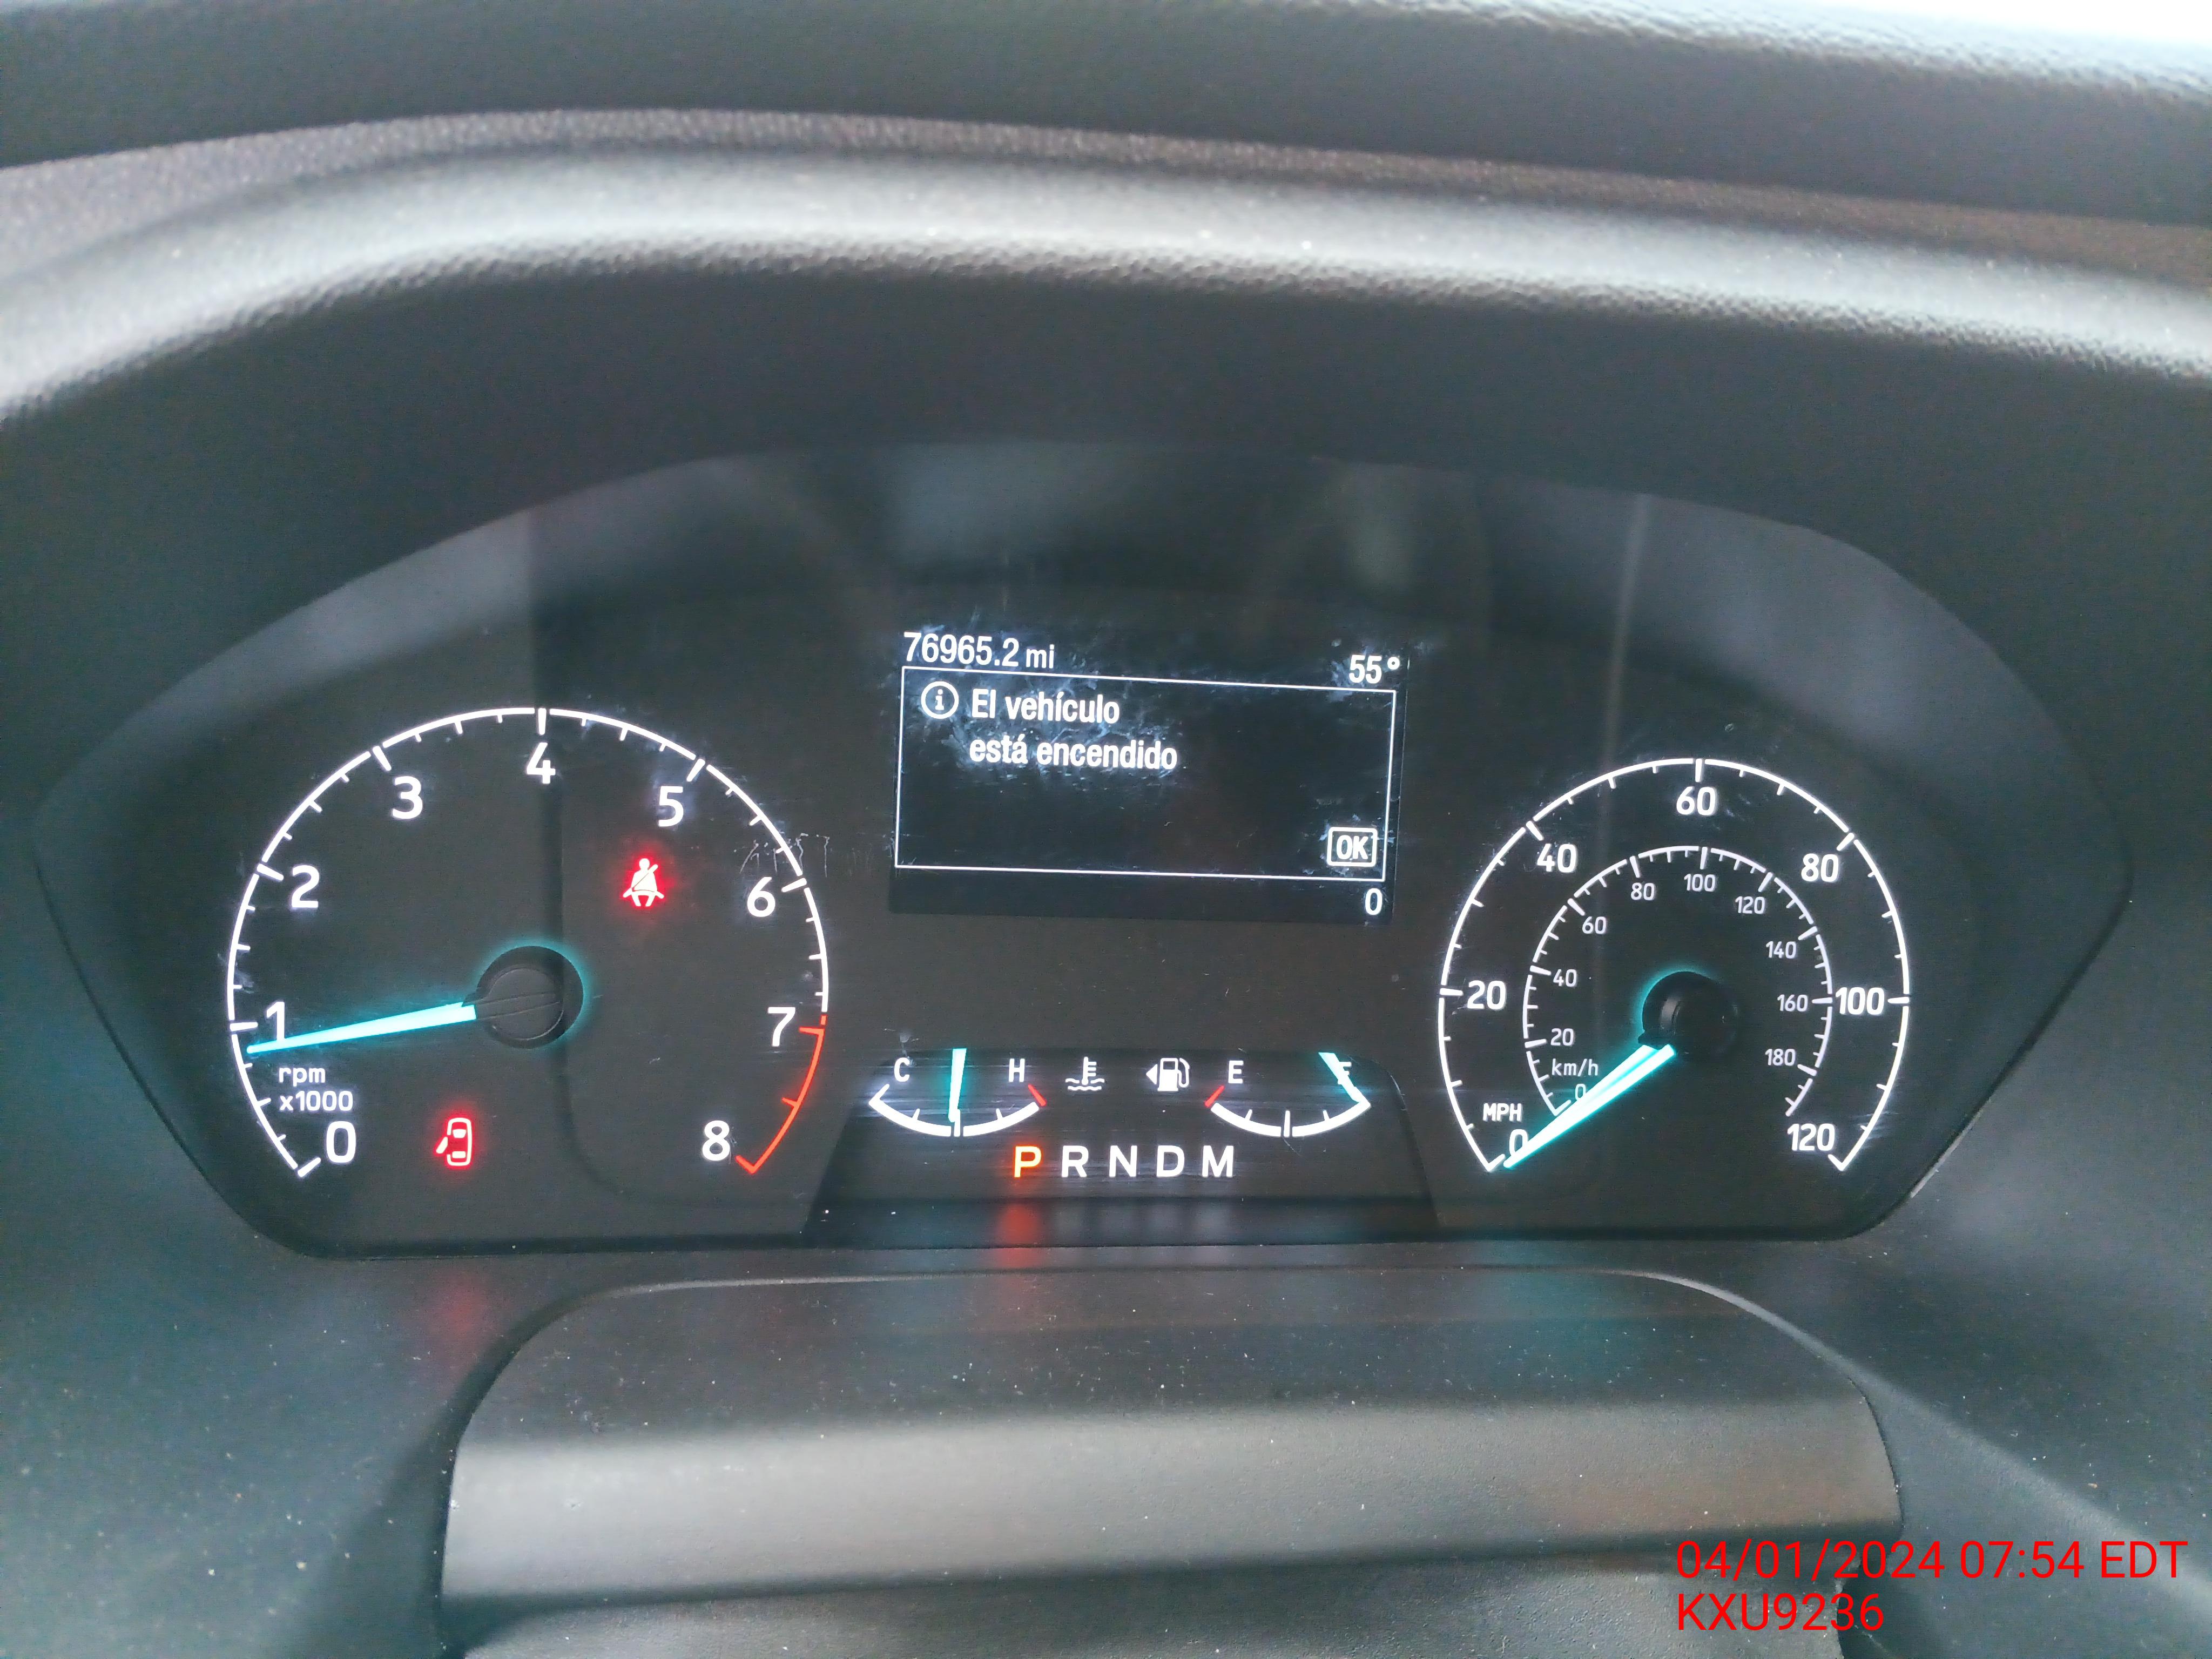 76965.2 mi
55°
El vehículo
está encendido
OK
0
0
1
2
3
4
5
6
7
8
rpm
x1000
C
H
E
F
P R N D M
0
20
40
60
80
100
120
MPH
km/h
0
20
40
60
80
100
120
140
160
180
04/01/2024 07:54 EDT
KXU9236